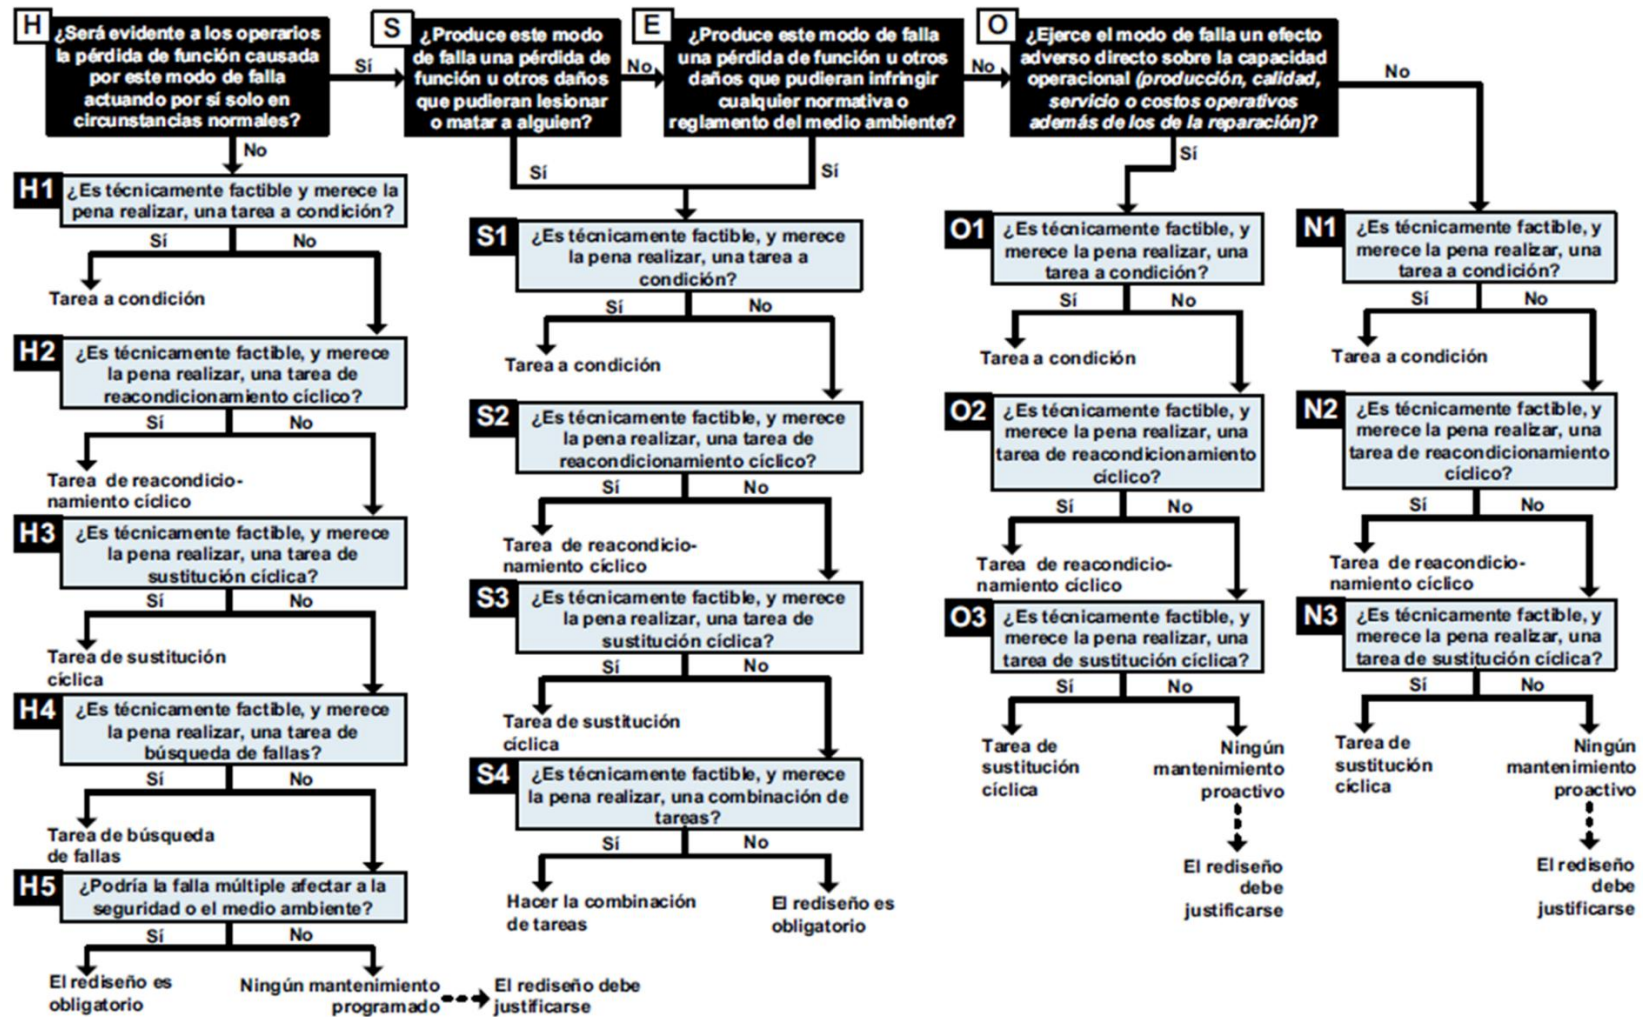 H
¿Será evidente a los operarios
la pérdida de función causada
por este modo de falla
actuando por sí solo en
circunstancias normales?
Sí
No
S
¿Produce este modo
de falla una pérdida de
función u otros daños
que pudieran lesionar
o matar a alguien?
No
Sí
E
¿Produce este modo de falla
una pérdida de función u otros
daños que pudieran infringir
cualquier normativa o
reglamento del medio ambiente?
No
Sí
O
¿Ejerce el modo de falla un efecto
adverso directo sobre la capacidad
operacional (producción, calidad,
servicio o costos operativos
además de los de la reparación)?
No
Sí
H1
¿Es técnicamente factible y merece la
pena realizar, una tarea a condición?
Sí
No
Tarea a condición
H2
¿Es técnicamente factible, y merece
la pena realizar, una tarea de
reacondicionamiento cíclico?
Sí
No
Tarea de reacondicio-
namiento cíclico
H3
¿Es técnicamente factible, y merece
la pena realizar, una tarea de
sustitución cíclica?
Sí
No
Tarea de sustitución
cíclica
H4
¿Es técnicamente factible, y merece
la pena realizar, una tarea de
búsqueda de fallas?
Sí
No
Tarea de búsqueda
de fallas
H5
¿Podría la falla múltiple afectar a la
seguridad o el medio ambiente?
Sí
No
El rediseño es
obligatorio
Ningún mantenimiento
programado
El rediseño debe
justificarse
S1
¿Es técnicamente factible, y merece
la pena realizar, una tarea a
condición?
Sí
No
Tarea a condición
S2
¿Es técnicamente factible, y merece
la pena realizar, una tarea de
reacondicionamiento cíclico?
Sí
No
Tarea de reacondicio-
namiento cíclico
S3
¿Es técnicamente factible, y merece
la pena realizar, una tarea de
sustitución cíclica?
Sí
No
Tarea de sustitución
cíclica
S4
¿Es técnicamente factible, y merece
la pena realizar, una combinación de
tareas?
Sí
No
Hacer la combinación
de tareas
El rediseño es
obligatorio
O1
¿Es técnicamente factible, y
merece la pena realizar, una
tarea a condición?
Sí
No
Tarea a condición
O2
¿Es técnicamente factible, y
merece la pena realizar, una
tarea de reacondicionamiento
cíclico?
Sí
No
Tarea de reacondicio-
namiento cíclico
O3
¿Es técnicamente factible, y
merece la pena realizar, una
tarea de sustitución cíclica?
Sí
No
Tarea de
sustitución
cíclica
Ningún
mantenimiento
proactivo
El rediseño
debe
justificarse
N1
¿Es técnicamente factible, y
merece la pena realizar, una
tarea a condición?
Sí
No
Tarea a condición
N2
¿Es técnicamente factible, y
merece la pena realizar, una
tarea de reacondicionamiento
cíclico?
Sí
No
Tarea de reacondicio-
namiento cíclico
N3
¿Es técnicamente factible, y
merece la pena realizar, una
tarea de sustitución cíclica?
Sí
No
Tarea de
sustitución
cíclica
Ningún
mantenimiento
proactivo
El rediseño
debe
justificarse